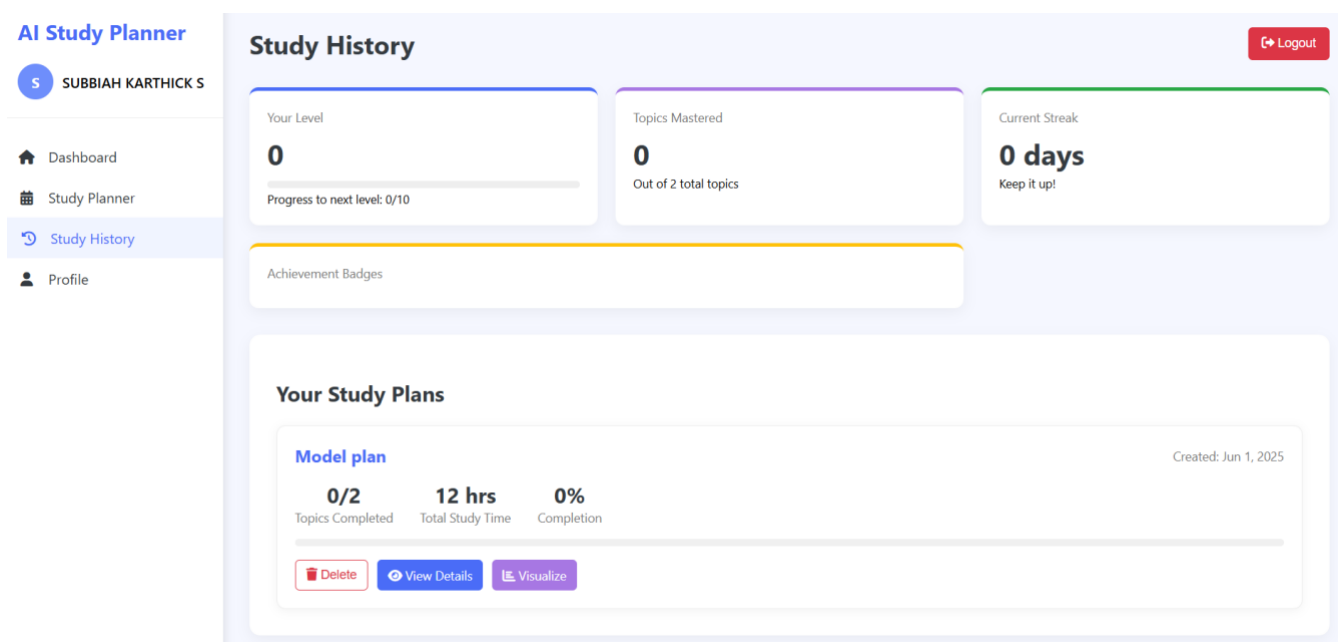 AI Study Planner
S
SUBBIAH KARTHICK S
Dashboard
Study Planner
Study History
Profile
Study History
Logout
Your Level
0
Progress to next level: 0/10
Topics Mastered
0
Out of 2 total topics
Current Streak
0 days
Keep it up!
Achievement Badges
Your Study Plans
Model plan
Created: Jun 1, 2025
0/2
Topics Completed
12 hrs
Total Study Time
0%
Completion
Delete
View Details
Visualize